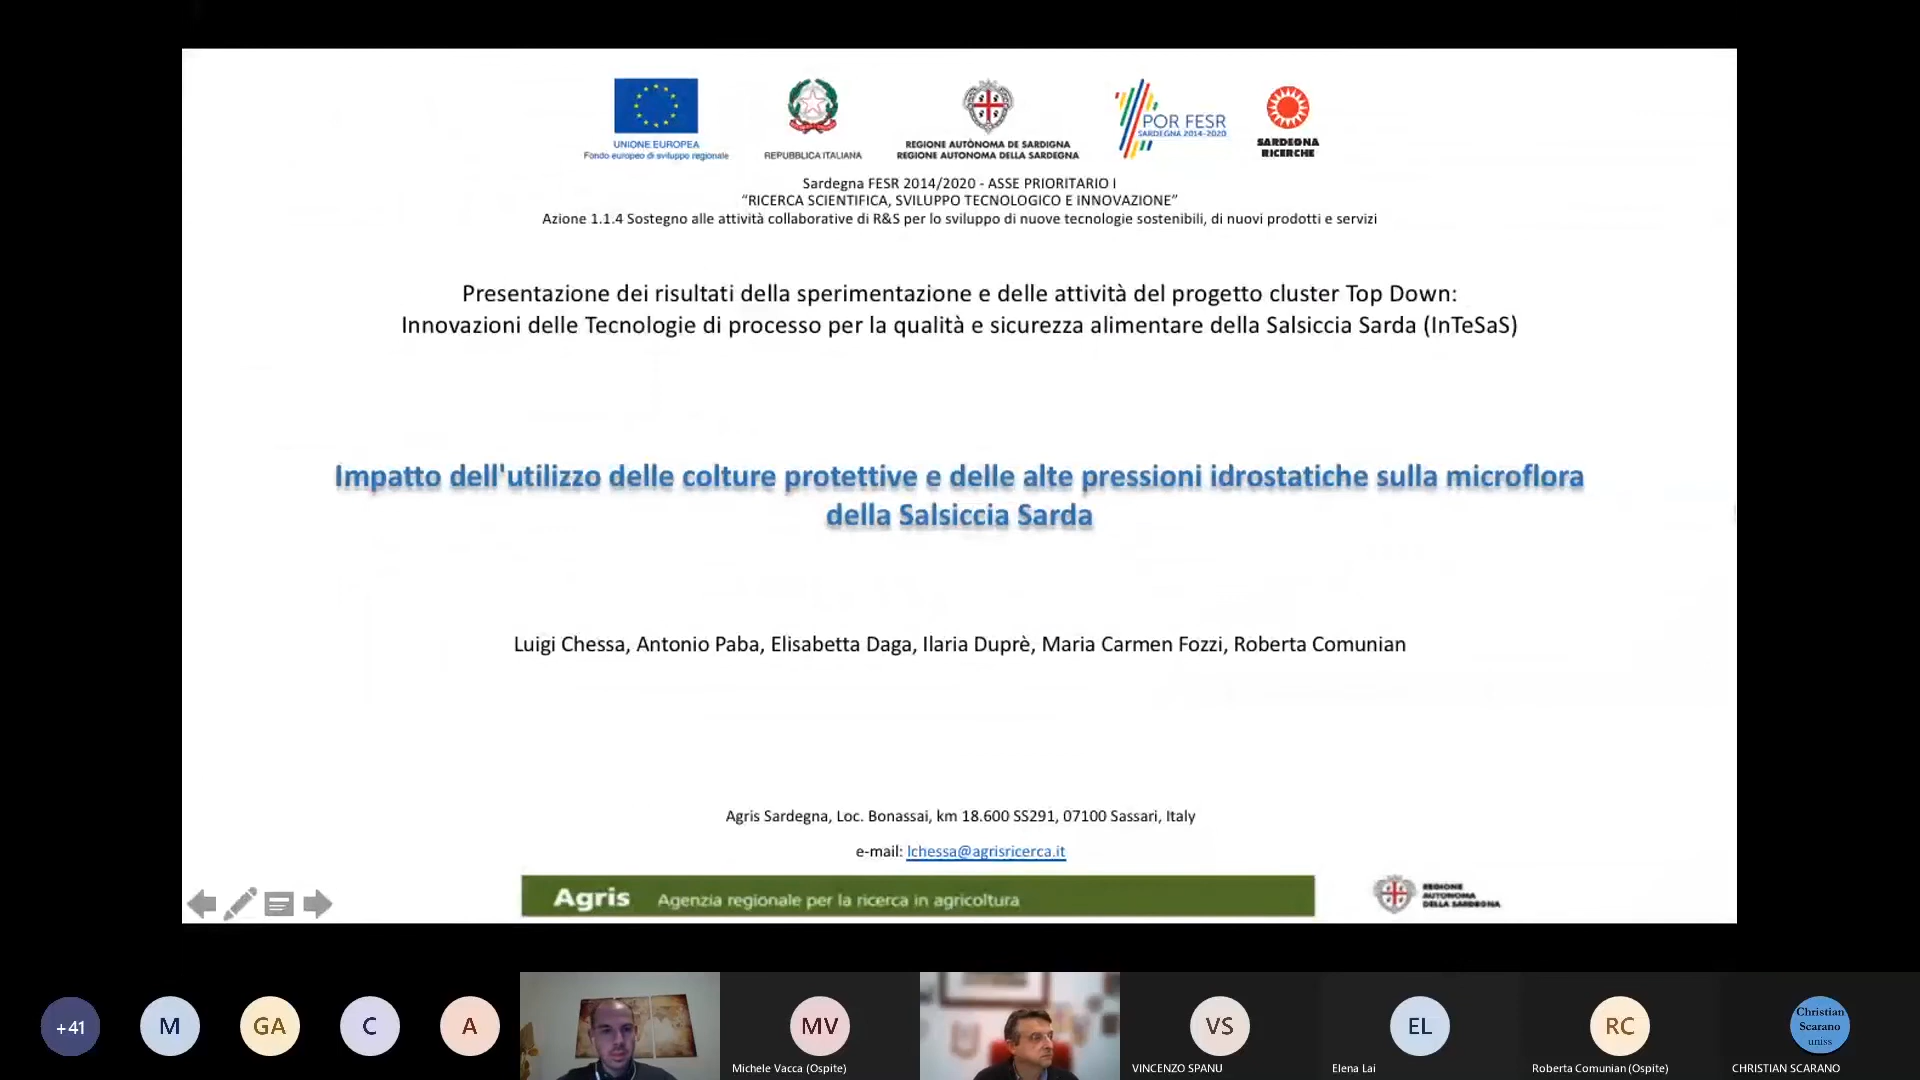 UNIONE EUROPEA
Fondo europeo di sviluppo regionale
REPUBBLICA ITALIANA
REGIONE AUTÒNOMA DE SARDIGNA
REGIONE AUTONOMA DELLA SARDEGNA
POR FESR
SARDEGNA 2014-2020
SARDEGNA
RICERCHE
Sardegna FESR 2014/2020 - ASSE PRIORITARIO I
“RICERCA SCIENTIFICA, SVILUPPO TECNOLOGICO E INNOVAZIONE”
Azione 1.1.4 Sostegno alle attività collaborative di R&S per lo sviluppo di nuove tecnologie sostenibili, di nuovi prodotti e servizi
Presentazione dei risultati della sperimentazione e delle attività del progetto cluster Top Down:
Innovazioni delle Tecnologie di processo per la qualità e sicurezza alimentare della Salsiccia Sarda (InTeSaS)
Impatto dell'utilizzo delle colture protettive e delle alte pressioni idrostatiche sulla microflora
della Salsiccia Sarda
Luigi Chessa, Antonio Paba, Elisabetta Daga, Ilaria Duprè, Maria Carmen Fozzi, Roberta Comunian
Agris Sardegna, Loc. Bonassai, km 18.600 SS291, 07100 Sassari, Italy
e-mail: lchessa@agrisricerca.it
Agris Agenzia regionale per la ricerca in agricoltura
REGIONE
AUTONOMA
DELLA SARDEGNA
+41 M GA C A MV VS EL RC
Christian
Scarano
uniss
Michele Vacca (Ospite) VINCENZO SPANU Elena Lai Roberta Comunian (Ospite) CHRISTIAN SCARANO